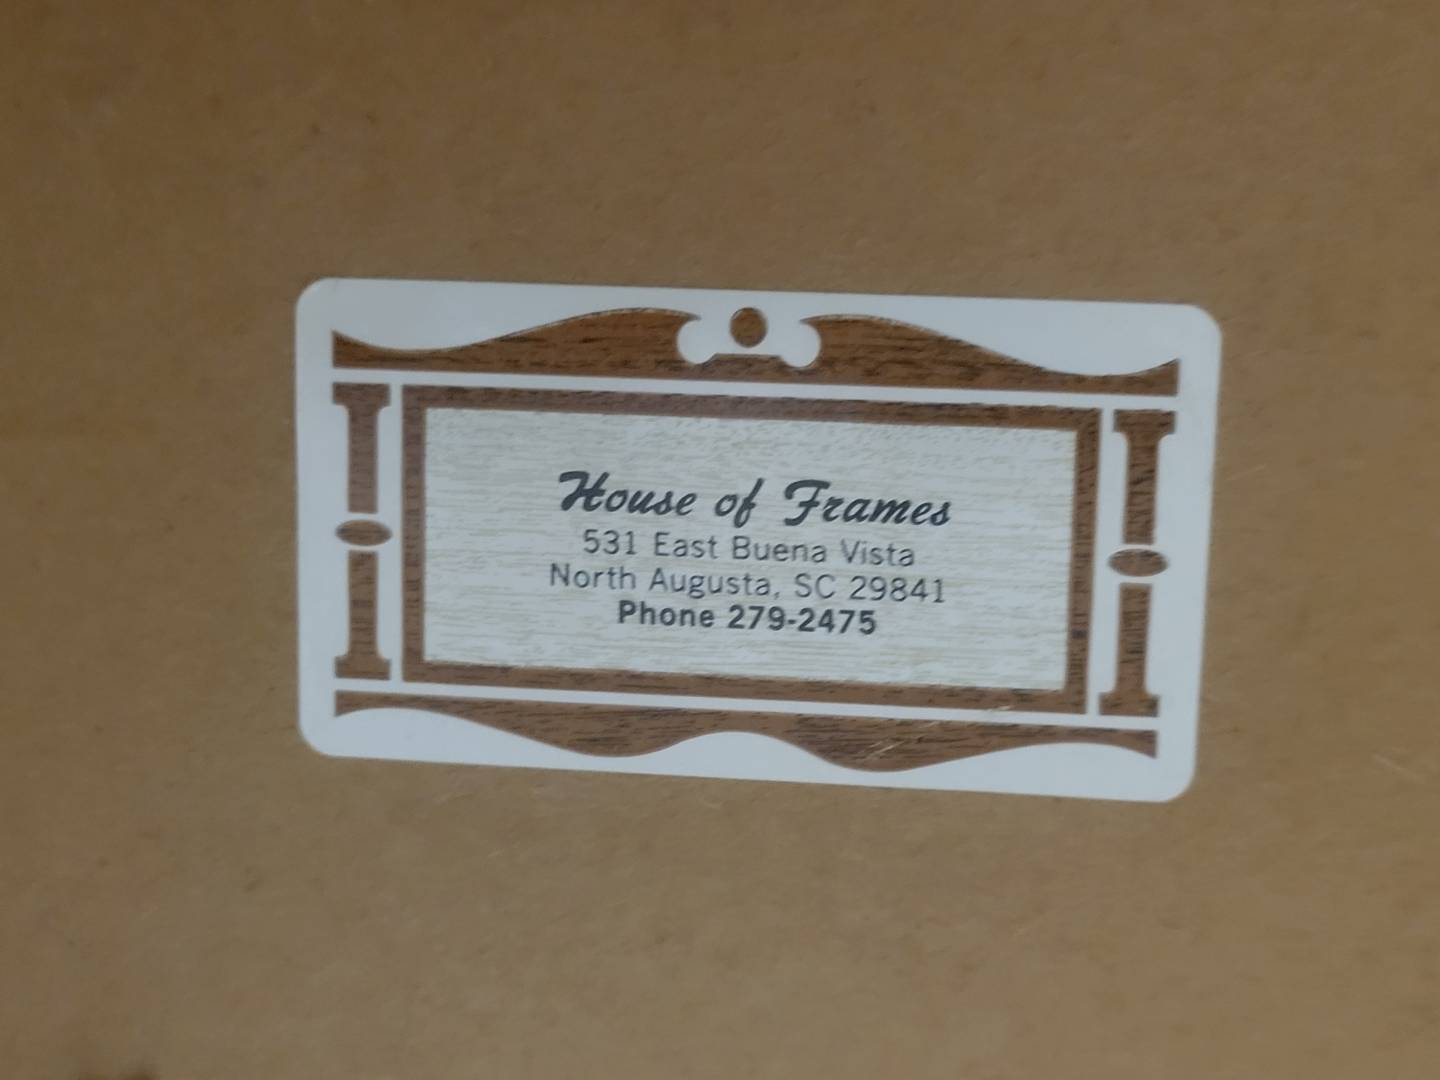 House of Frames
531 East Buena Vista
North Augusta, SC 29841
Phone 279-2475